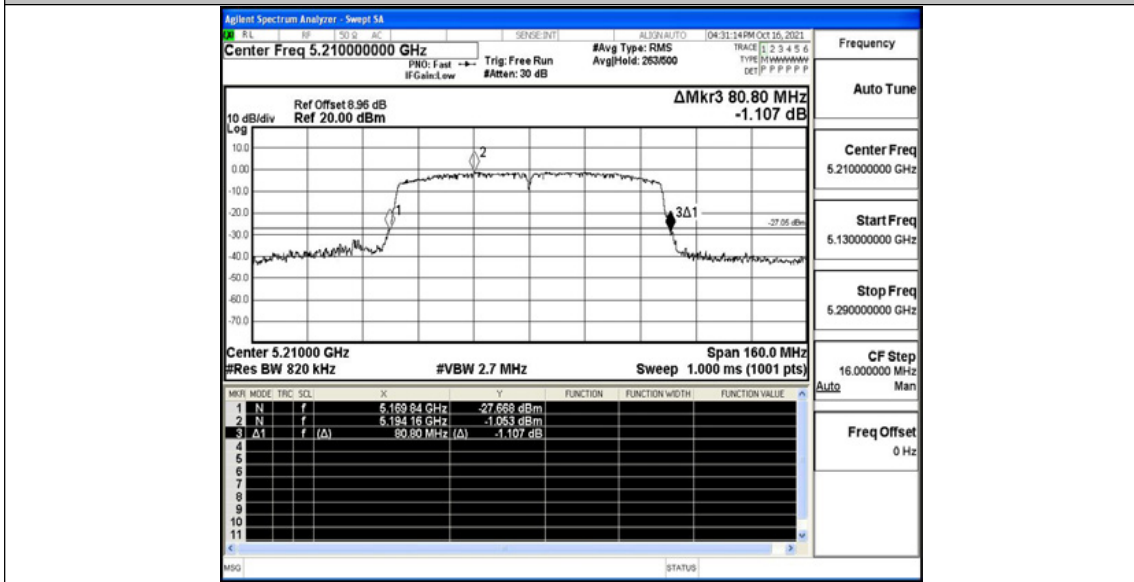 Agilent Spectrum Analyzer - Swept SA
RL RF 50 Ω AC SENSE:INT ALIGN AUTO 04:31:14 PM Oct 16, 2021
Center Freq 5.210000000 GHz
PNO: Fast
IFGain:Low
Trig: Free Run
#Atten: 30 dB
#Avg Type: RMS
Avg|Hold: 263/500
TRACE 1 2 3 4 5 6
TYPE M
DET P P P P P P
Frequency
Ref Offset 8.96 dB
10 dB/div Ref 20.00 dBm
Log
ΔMkr3 80.80 MHz
-1.107 dB
10.0
0.00
-10.0
-20.0
-30.0
-40.0
-50.0
-60.0
-70.0
2
1
3Δ1
-27.05 dBm
Center 5.21000 GHz Span 160.0 MHz
#Res BW 820 kHz #VBW 2.7 MHz Sweep 1.000 ms (1001 pts)
MKR MODE TRC SCL X Y FUNCTION FUNCTION WIDTH FUNCTION VALUE
1 N f 5.169 84 GHz -27.668 dBm
2 N f 5.194 16 GHz -1.053 dBm
3 Δ1 f (Δ) 80.80 MHz (Δ) -1.107 dB
4
5
6
7
8
9
10
11
MSG STATUS
Auto Tune
Center Freq
5.210000000 GHz
Start Freq
5.130000000 GHz
Stop Freq
5.290000000 GHz
CF Step
16.000000 MHz
Auto Man
Freq Offset
0 Hz